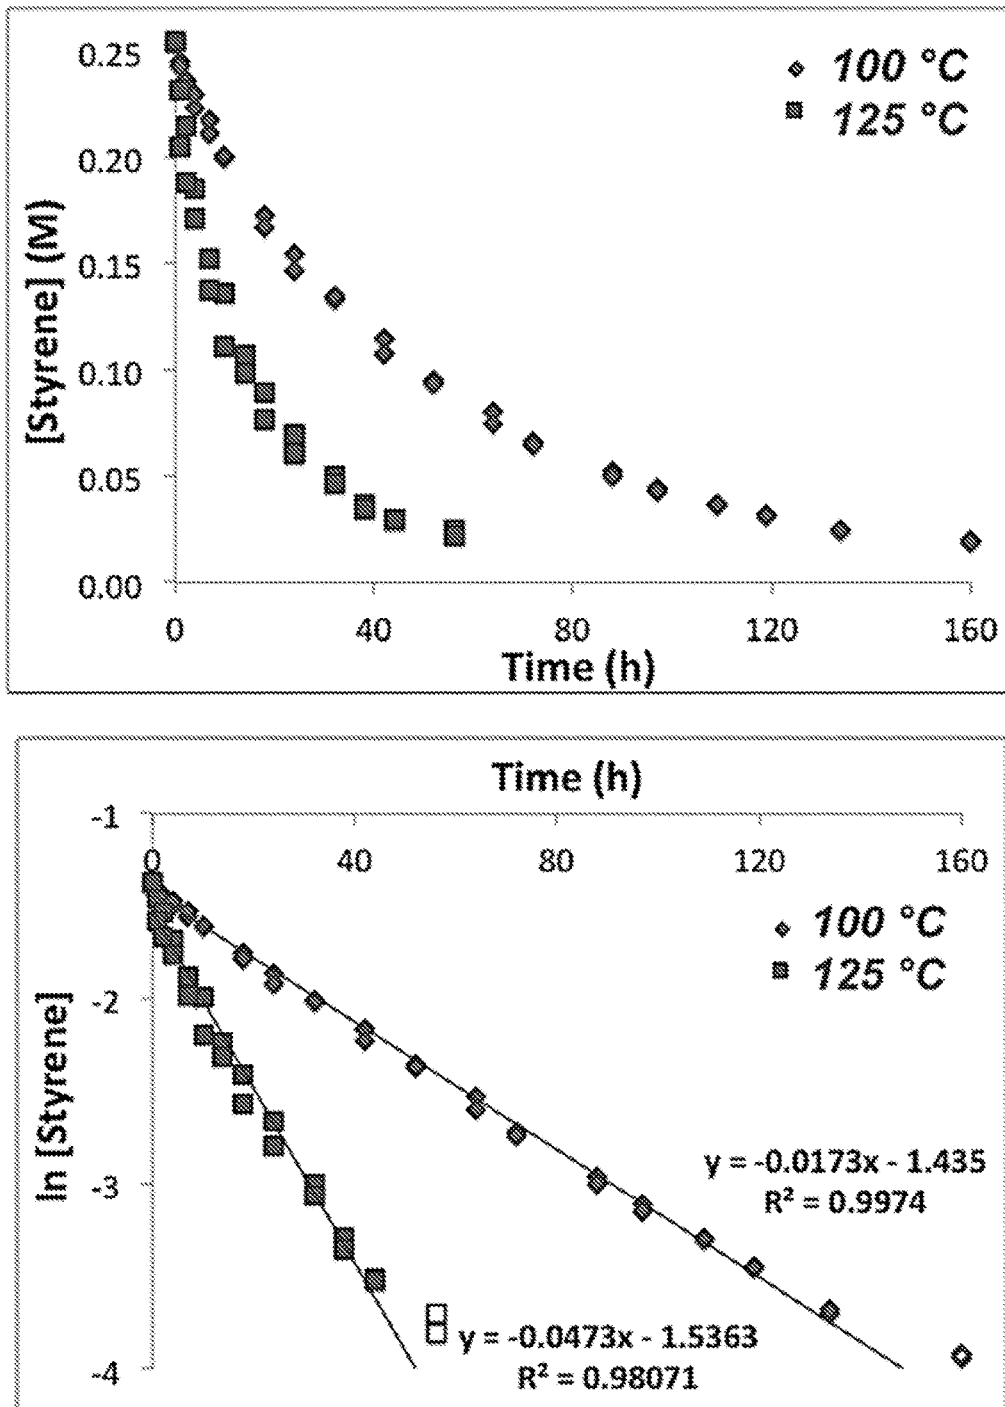 0.25
0.20
0.15
0.10
0.05
0.00
[Styrene] (M)
100 °C
125 °C
0 40 80 120 160
Time (h)
Time (h)
-1
-2
-3
-4
ln [Styrene]
0 40 80 120 160
100 °C
125 °C
y = -0.0173x - 1.435
R² = 0.9974
y = -0.0473x - 1.5363
R² = 0.98071